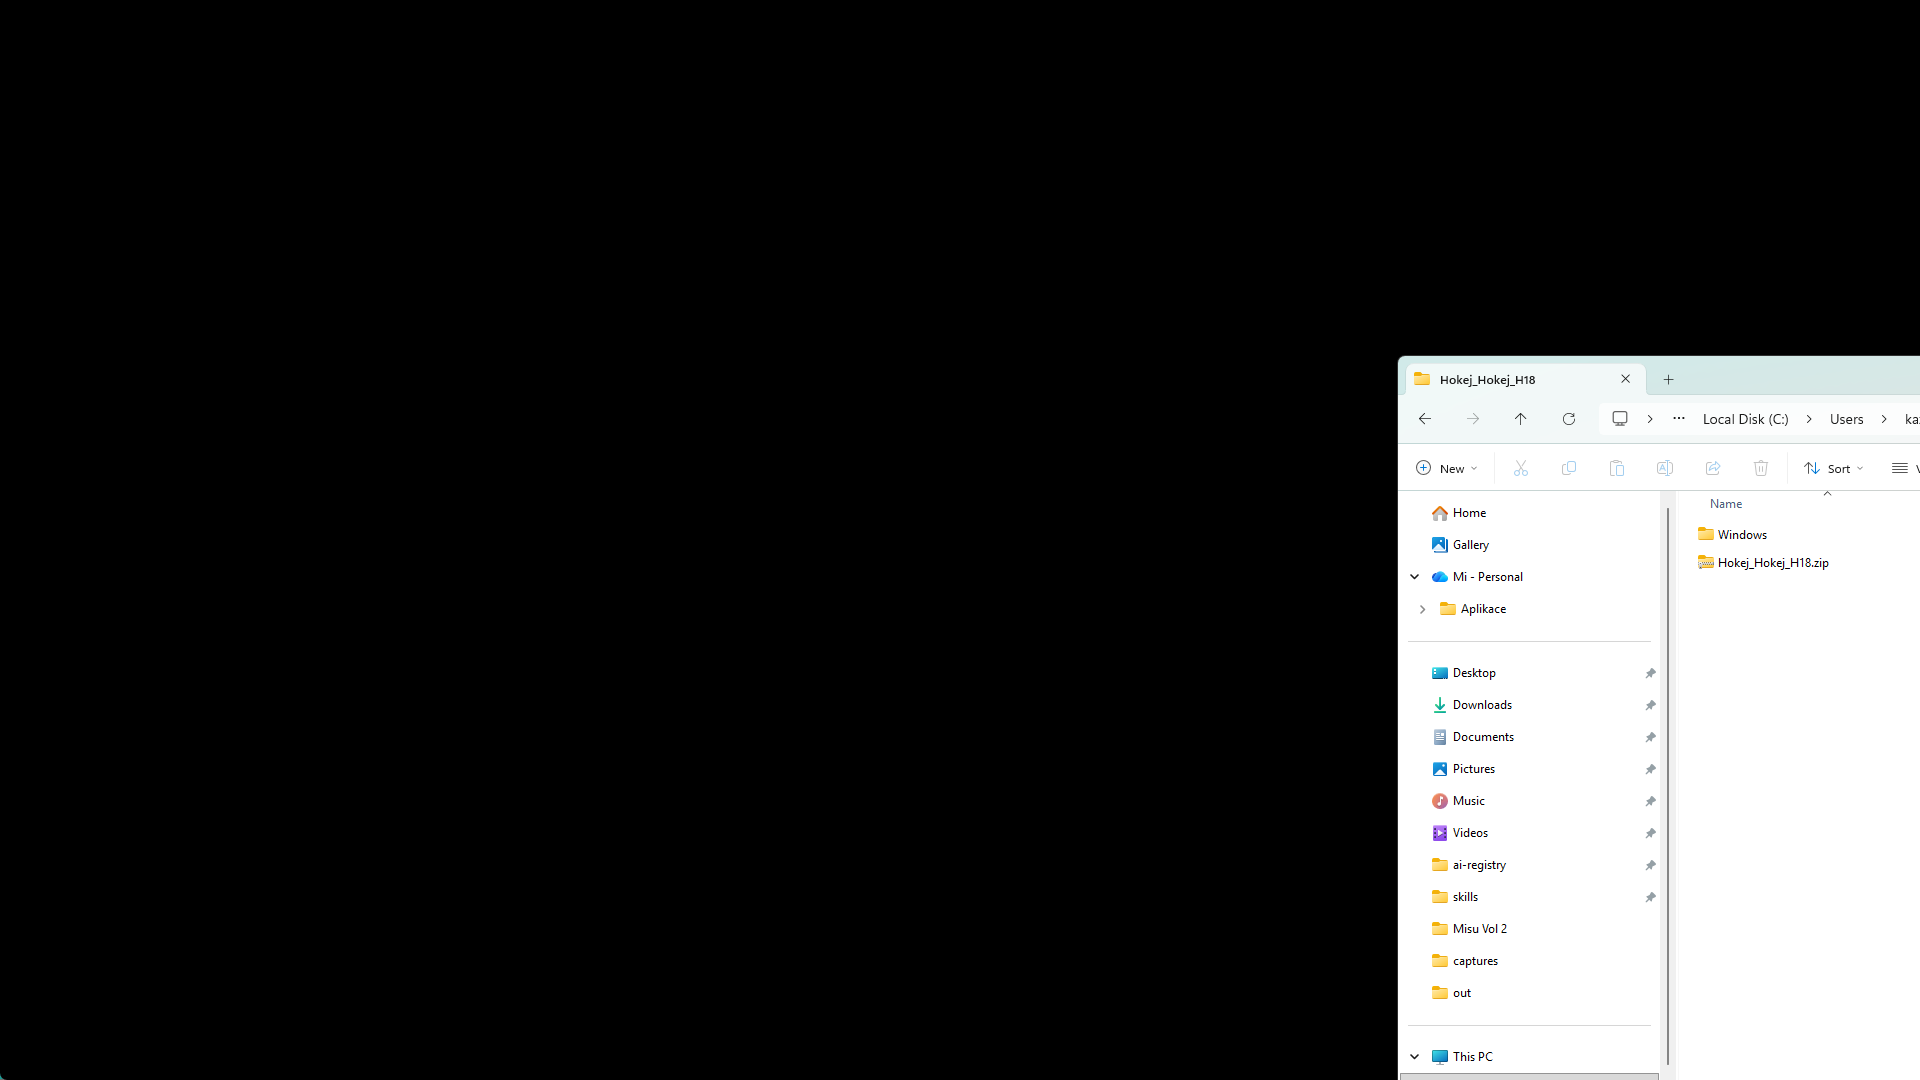 Hokej_Hokej_H18
Local Disk (C:) Users
New Sort
Name
Home
Gallery
Mi - Personal
Aplikace
Desktop
Downloads
Documents
Pictures
Music
Videos
ai-registry
skills
Misu Vol 2
captures
out
This PC
Windows
Hokej_Hokej_H18.zip